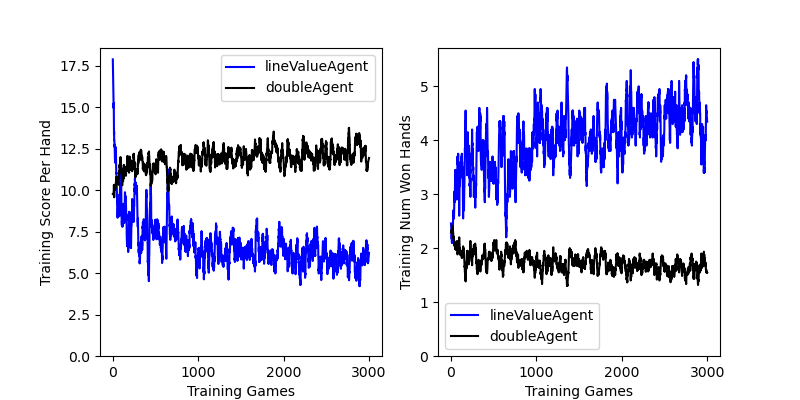 Training Score Per Hand
17.5
15.0
12.5
10.0
7.5
5.0
2.5
0.0
lineValueAgent
doubleAgent
0 1000 2000 3000
Training Games
Training Num Won Hands
5
4
3
2
1
0
lineValueAgent
doubleAgent
0 1000 2000 3000
Training Games